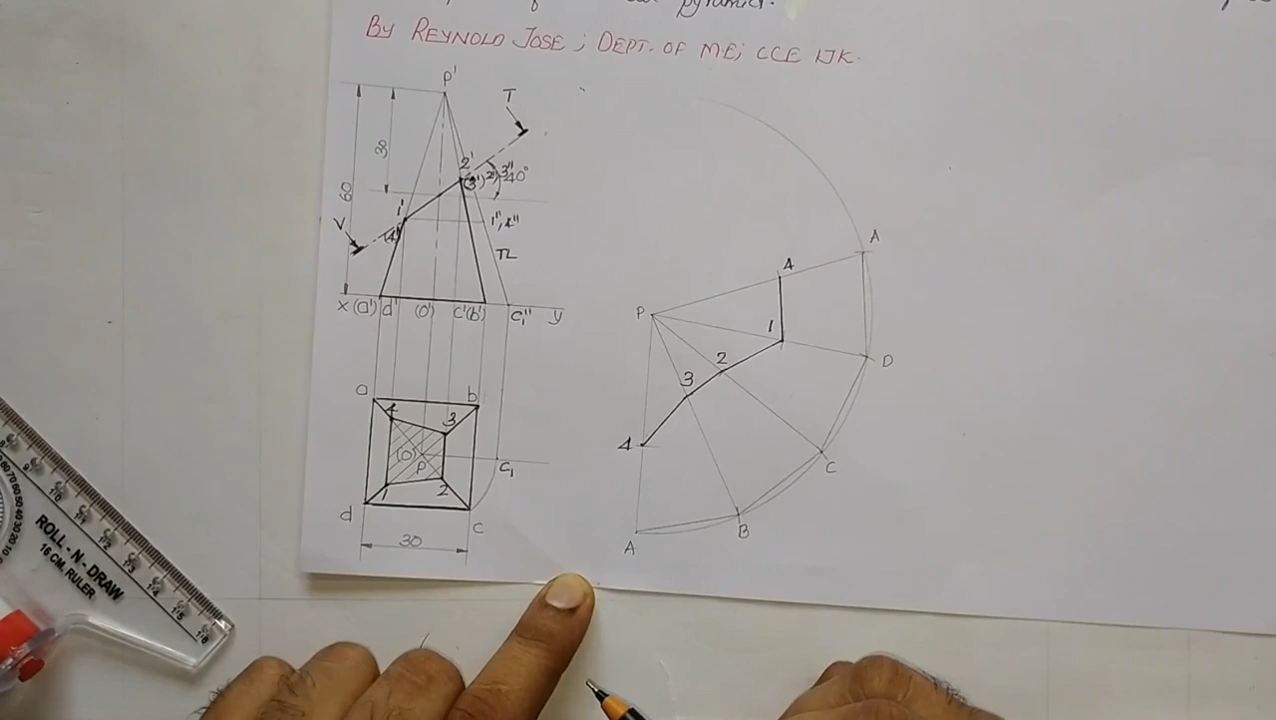 pyramid.
BY REYNOLD JOSE ; DEPT. OF ME; CCE IJK.
p'
T
30
2'
(3') 2'' 3'' 40°
60
1'
1'', 4''
V
(4')
TL
x (a') d' (o') c' (b') c₁'' y
a b
4 3
(O)
P
c₁
1 2
d c
30
A
4
P
1
2
D
3
4
C
B
A
ROLL-N-DRAW
16 CM. RULER